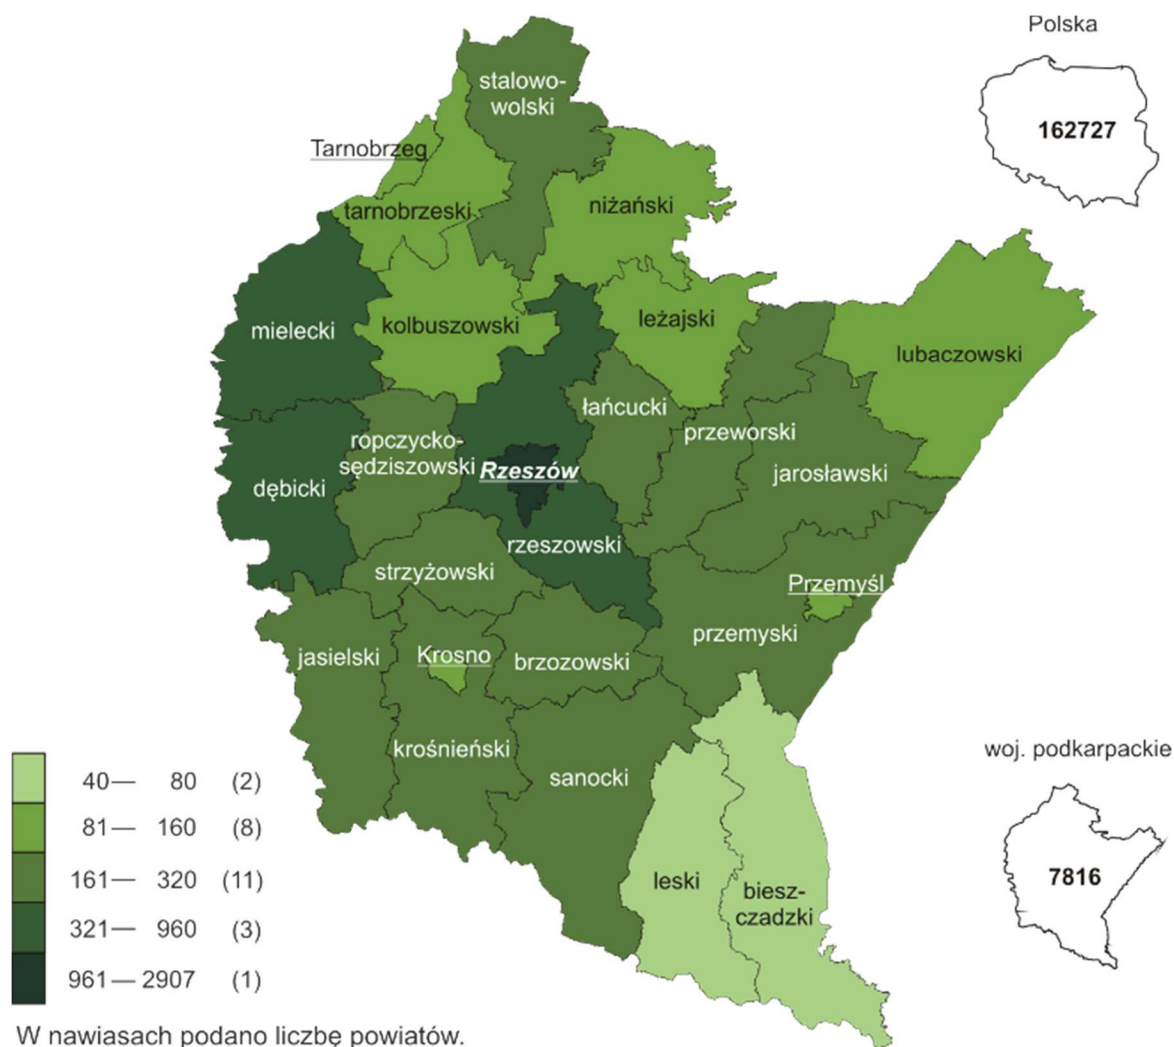 Polska
162727
stalowo-
wolski
Tarnobrzeg
tarnobrzeski
niżański
mielecki
kolbuszowski
leżajski
lubaczowski
łańcucki
ropczycko-
sędziszowski
Rzeszów
przeworski
jarosławski
dębicki
rzeszowski
strzyżowski
Przemyśl
jasielski
Krosno
brzozowski
przemyski
krośnieński
sanocki
leski
biesz-
czadzki
woj. podkarpackie
7816
40— 80 (2)
81— 160 (8)
161— 320 (11)
321— 960 (3)
961— 2907 (1)
W nawiasach podano liczbę powiatów.